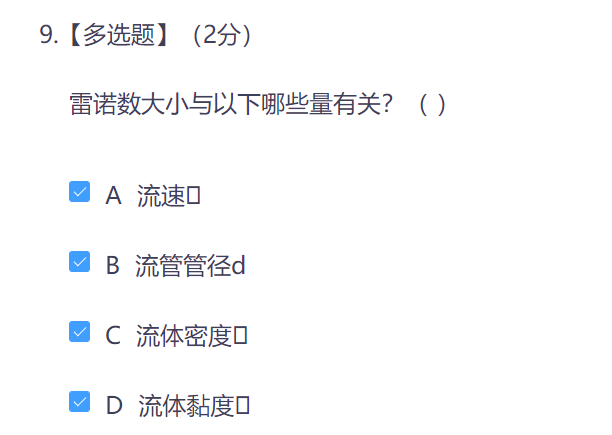 9.【多选题】（2分）
雷诺数大小与以下哪些量有关？（ ）
A 流速▯
B 流管管径d
C 流体密度▯
D 流体黏度▯